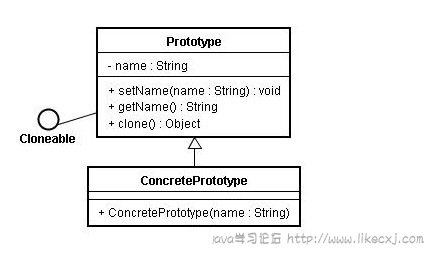 Prototype
- name : String
+ setName(name : String) : void
+ getName() : String
+ clone() : Object
Cloneable
ConcretePrototype
+ ConcretePrototype(name : String)
java学习论坛 http://www.likecxj.com